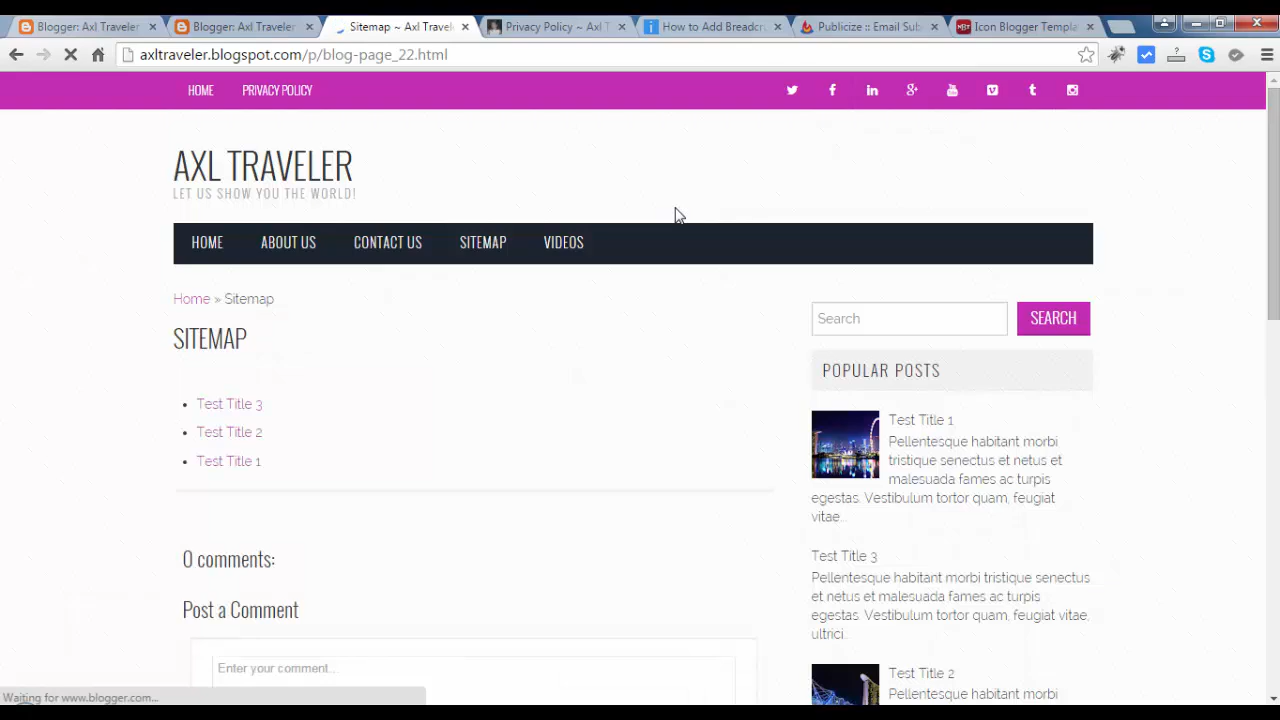 Blogger: Axl Traveler
Blogger: Axl Traveler
Sitemap ~ Axl Travele
Privacy Policy ~ Axl T
How to Add Breadcru
Publicize :: Email Sub
Icon Blogger Templa
axltraveler.blogspot.com/p/blog-page_22.html
HOME PRIVACY POLICY
AXL TRAVELER
LET US SHOW YOU THE WORLD!
HOME ABOUT US CONTACT US SITEMAP VIDEOS
Home » Sitemap
SITEMAP
• Test Title 3
• Test Title 2
• Test Title 1
0 comments:
Post a Comment
Enter your comment...
Search SEARCH
POPULAR POSTS
Test Title 1
Pellentesque habitant morbi
tristique senectus et netus et
malesuada fames ac turpis
egestas. Vestibulum tortor quam, feugiat
vitae...
Test Title 3
Pellentesque habitant morbi tristique senectus
et netus et malesuada fames ac turpis
egestas. Vestibulum tortor quam, feugiat vitae,
ultrici...
Test Title 2
Pellentesque habitant morbi
Waiting for www.blogger.com...